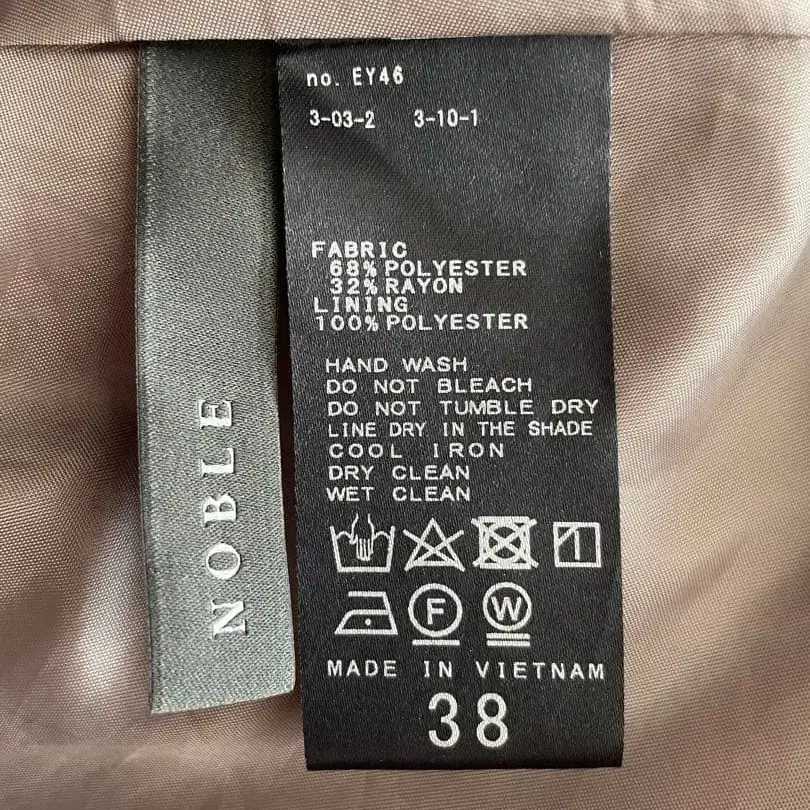 NOBLE
no. EY46
3-03-2 3-10-1
FABRIC
68% POLYESTER
32% RAYON
LINING
100% POLYESTER
HAND WASH
DO NOT BLEACH
DO NOT TUMBLE DRY
LINE DRY IN THE SHADE
COOL IRON
DRY CLEAN
WET CLEAN
F W
MADE IN VIETNAM
38